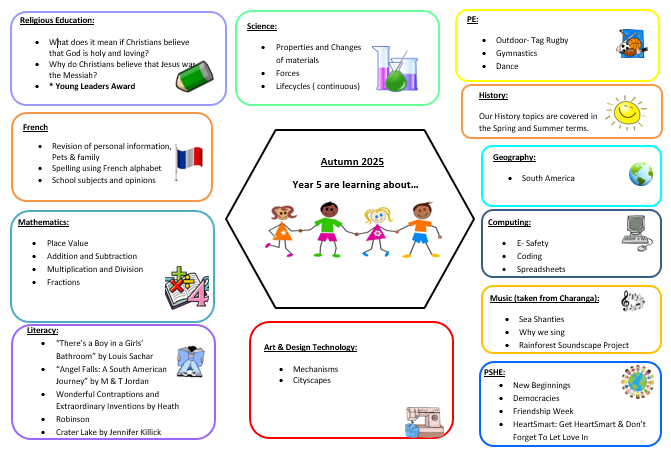 Religious Education:
What does it mean if Christians believe
that God is holy and loving?
Why do Christians believe that Jesus was
the Messiah?
* Young Leaders Award
Science:
Properties and Changes
of materials
Forces
Lifecycles ( continuous)
PE:
Outdoor- Tag Rugby
Gymnastics
Dance
History:
Our History topics are covered in
the Spring and Summer terms.
French
Revision of personal information,
Pets & family
Spelling using French alphabet
School subjects and opinions
Autumn 2025
Year 5 are learning about...
Geography:
South America
Mathematics:
Place Value
Addition and Subtraction
Multiplication and Division
Fractions
4
Computing:
E- Safety
Coding
Spreadsheets
Music (taken from Charanga):
Sea Shanties
Why we sing
Rainforest Soundscape Project
Literacy:
“There’s a Boy in a Girls’
Bathroom” by Louis Sachar
“Angel Falls: A South American
Journey” by M & T Jordan
Wonderful Contraptions and
Extraordinary Inventions by Heath
Robinson
Crater Lake by Jennifer Killick
Art & Design Technology:
Mechanisms
Cityscapes
PSHE:
New Beginnings
Democracies
Friendship Week
HeartSmart: Get HeartSmart & Don’t
Forget To Let Love In